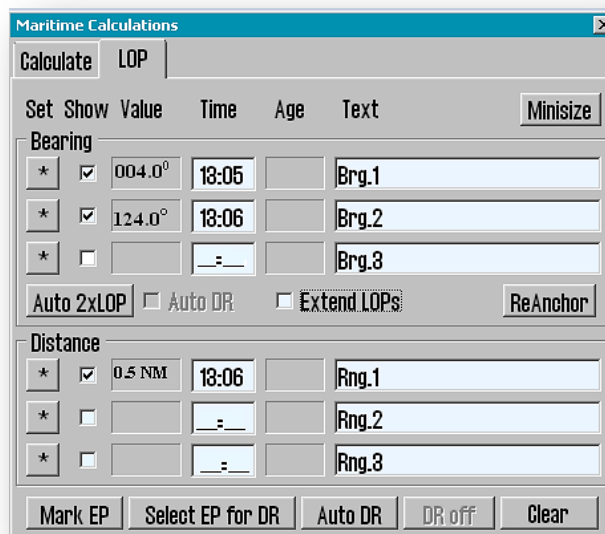 Maritime Calculations
Calculate LOP
Set Show Value Time Age Text Minisize
Bearing
* 004.0⁰ 13:05 Brg.1
* 124.0° 13:06 Brg.2
* __:__ Brg.3
Auto 2xLOP Auto DR Extend LOPs ReAnchor
Distance
* 0.5 NM 13:06 Rng.1
* __:__ Rng.2
* __:__ Rng.3
Mark EP Select EP for DR Auto DR DR off Clear